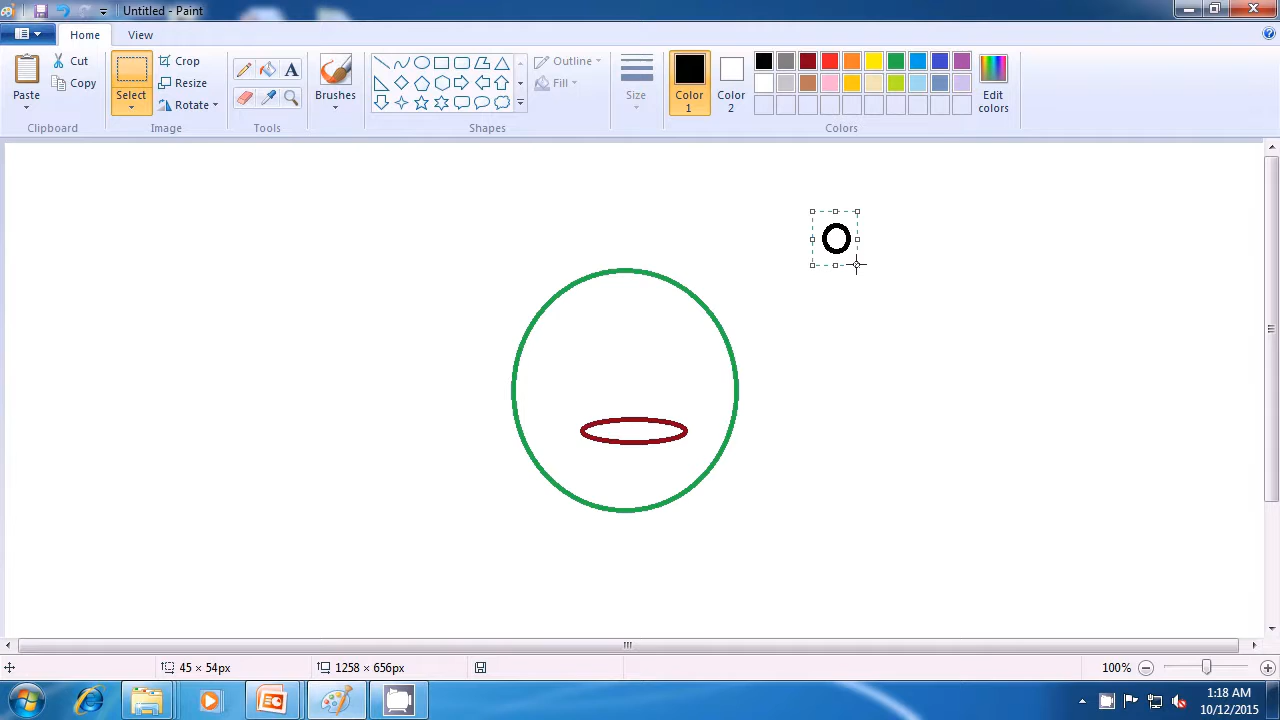 Untitled - Paint
Home View
Paste
Cut
Copy
Clipboard
Select
Crop
Resize
Rotate
Image
A
Tools
Brushes
Outline
Fill
Shapes
Size
Color
1
Color
2
Edit
colors
Colors
45 × 54px
1258 × 656px
100%
1:18 AM
10/12/2015